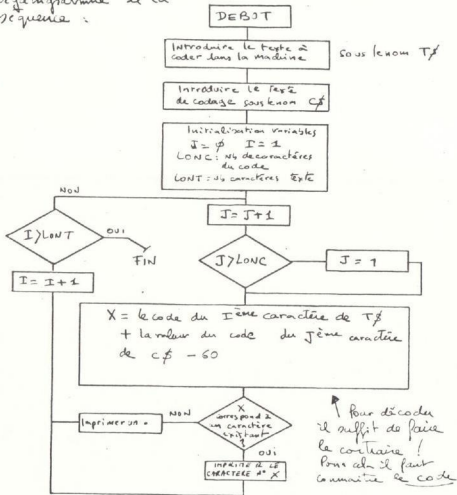 séquence :
DEBUT
Introduire le texte à
coder dans la machine
sous le nom T$
Introduire le texte
de codage sous le nom C$
Initialisation variables
J = φ   I = 1
LONC : Nb de caractères
du code
LONT : Nb caractères texte
NON
J = J+1
I>LONT
OUI
FIN
J>LONC
J = 1
I = I + 1
X = le code du Ième caractère de T$
+ la valeur du code du Jème caractère
de C$ - 60
X
correspond à
un caractère
existant
?
NON
Imprimer un *
OUI
IMPRIMER LE
CARACTERE N° X
Pour décoder
il suffit de faire
le contraire !
Pour cela il faut
connaître le code